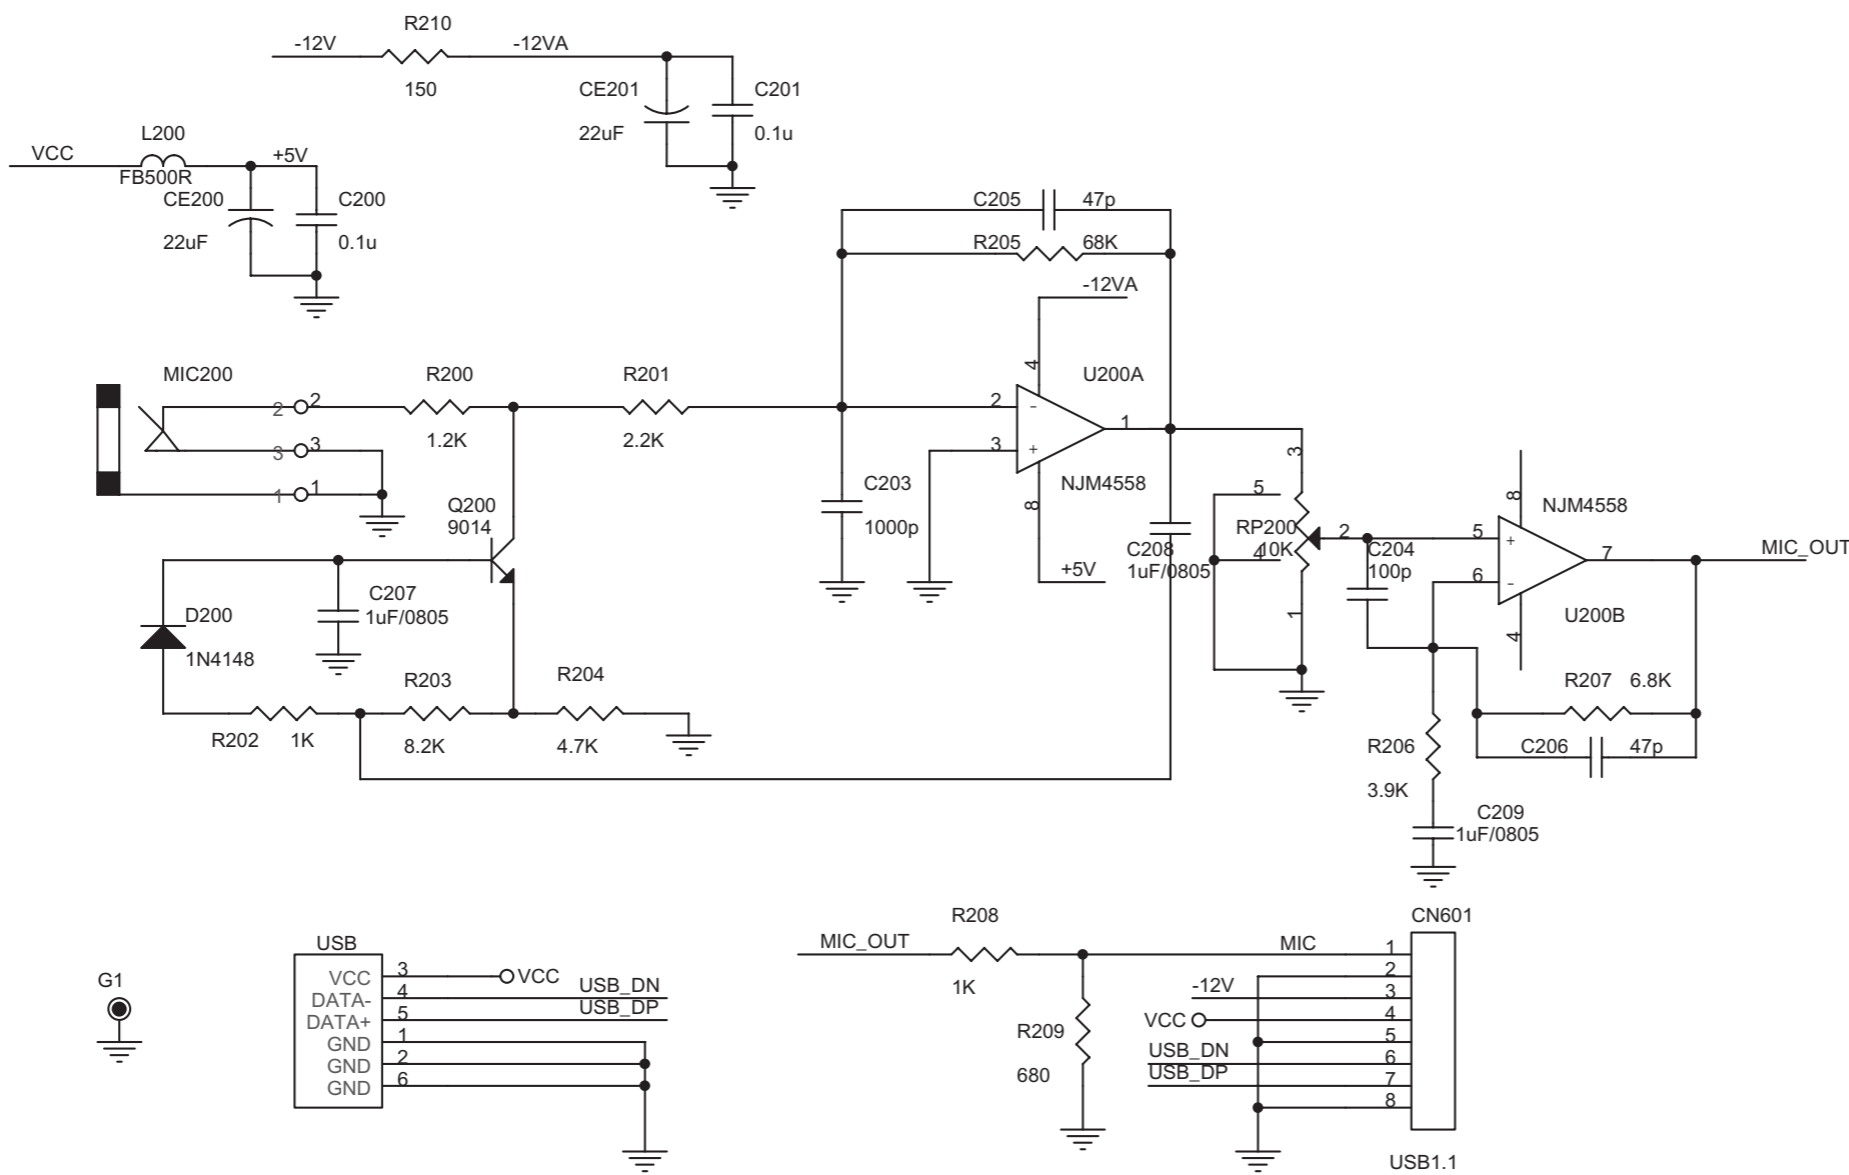 R210
-12V -12VA
150
CE201 C201
22uF 0.1u
L200
VCC +5V
FB500R
CE200 C200
22uF 0.1u
C205 47p
R205 68K
-12VA
4
MIC200 R200 R201 U200A
2 2 2 - 1
1.2K 2.2K
3 3 3 +
1 1
C203 NJM4558
1000p 8
Q200
9014
+5V
C208
1uF/0805
3
5
RP200 2
4 10K
1
C204
100p
8
NJM4558
5 + 7
6 -
MIC_OUT
U200B
4
C207
1uF/0805
D200
1N4148
R203 R204
R202 1K 8.2K 4.7K
R207 6.8K
R206 C206 47p
3.9K
C209
1uF/0805
R208 CN601
MIC_OUT MIC 1
1K 2
-12V 3
VCC 4
R209 5
USB_DN 6
680 USB_DP 7
8
USB1.1
USB
VCC 3 VCC
DATA- 4 USB_DN
DATA+ 5 USB_DP
GND 1
GND 2
GND 6
G1